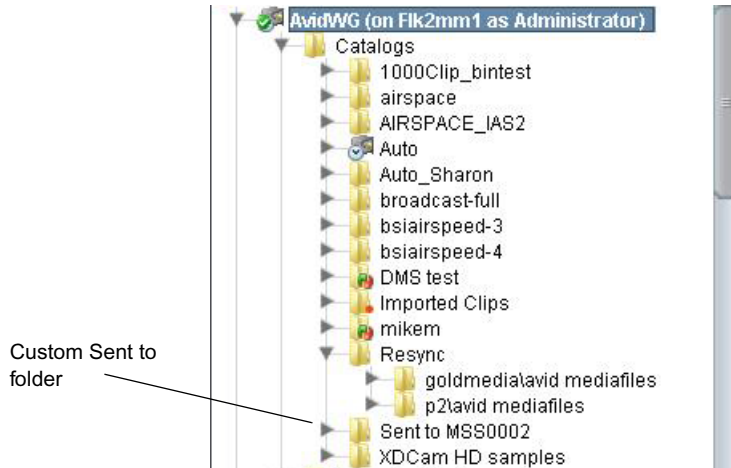 AvidWG (on Flk2mm1 as Administrator)
Catalogs
1000Clip_bintest
airspace
AIRSPACE_IAS2
Auto
Auto_Sharon
broadcast-full
bsiairspeed-3
bsiairspeed-4
DMS test
Imported Clips
mikem
Resync
goldmedia\avid mediafiles
p2\avid mediafiles
Sent to MSS0002
XDCam HD samples
Custom Sent to
folder